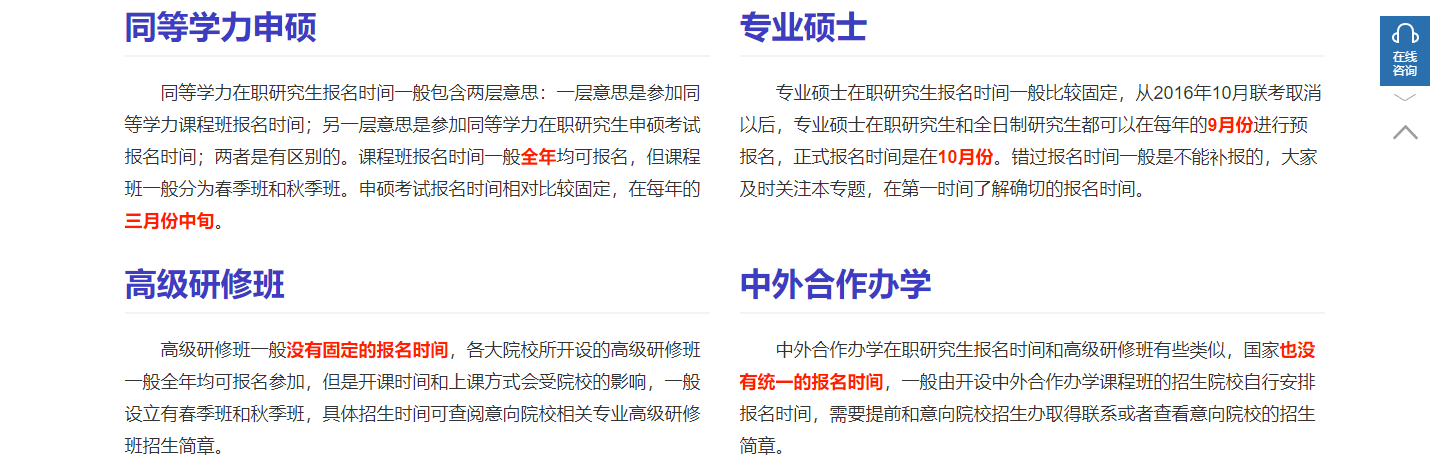 同等学力申硕
同等学力在职研究生报名时间一般包含两层意思：一层意思是参加同
等学力课程班报名时间；另一层意思是参加同等学力在职研究生申硕考试
报名时间；两者是有区别的。课程班报名时间一般全年均可报名，但课程
班一般分为春季班和秋季班。申硕考试报名时间相对比较固定，在每年的
三月份中旬。
专业硕士
专业硕士在职研究生报名时间一般比较固定，从2016年10月联考取消
以后，专业硕士在职研究生和全日制研究生都可以在每年的9月份进行预
报名，正式报名时间是在10月份。错过报名时间一般是不能补报的，大家
及时关注本专题，在第一时间了解确切的报名时间。
高级研修班
高级研修班一般没有固定的报名时间，各大院校所开设的高级研修班
一般全年均可报名参加，但是开课时间和上课方式会受院校的影响，一般
设立有春季班和秋季班，具体招生时间可查阅意向院校相关专业高级研修
班招生简章。
中外合作办学
中外合作办学在职研究生报名时间和高级研修班有些类似，国家也没
有统一的报名时间，一般由开设中外合作办学课程班的招生院校自行安排
报名时间，需要提前和意向院校招生办取得联系或者查看意向院校的招生
简章。
在线
咨询